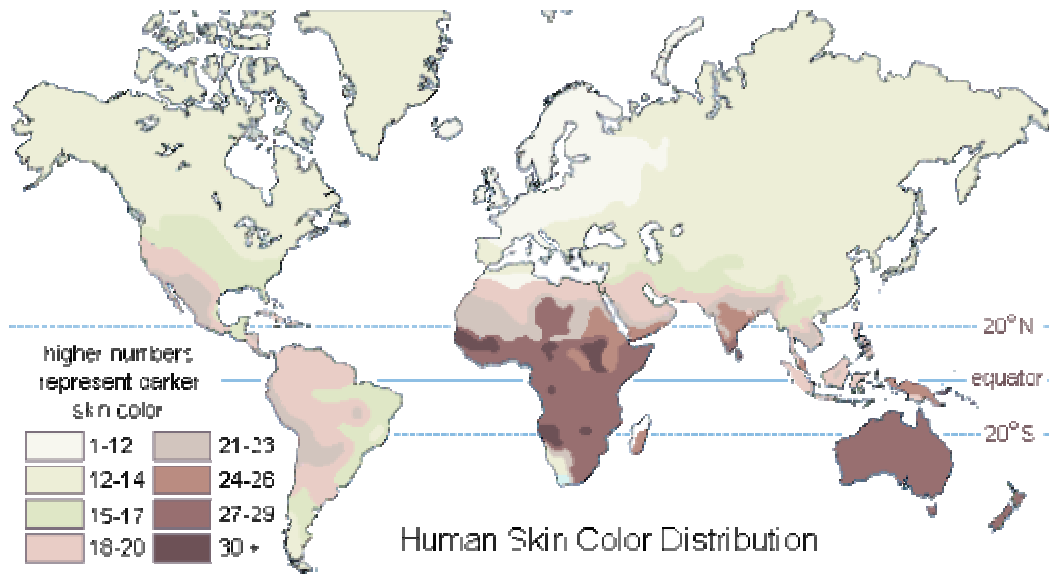 20° N
higher numbers
represent darker
skin color
equator
20° S
1-12
21-23
12-14
24-26
15-17
27-29
18-20
30 +
Human Skin Color Distribution